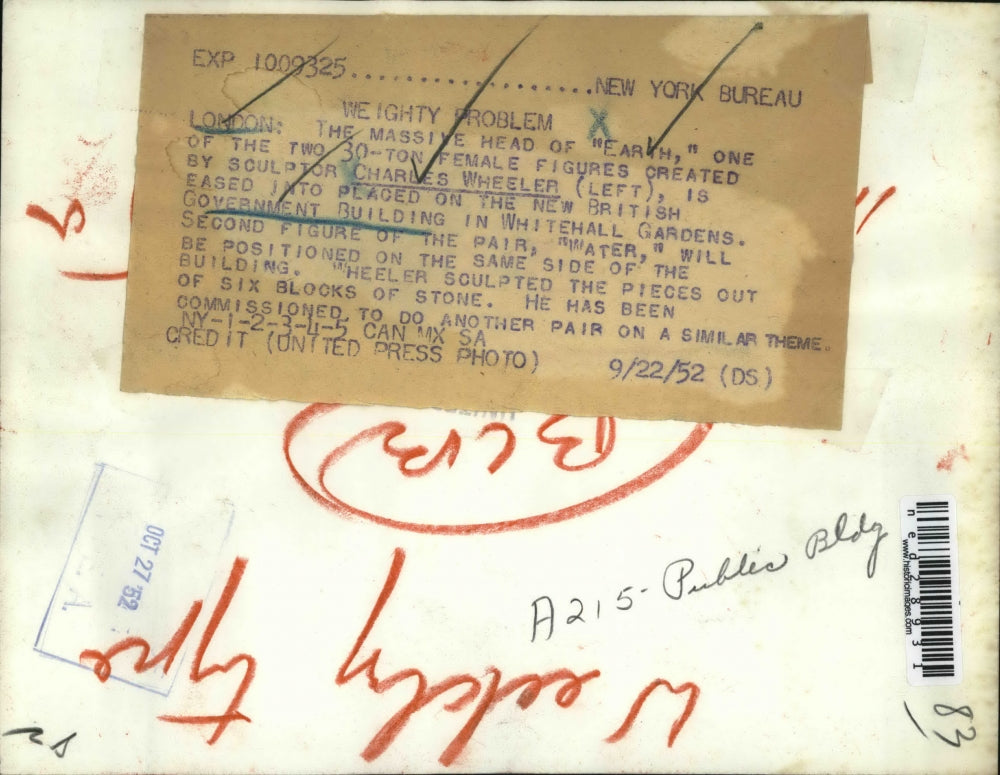 EXP 1009325....................NEW YORK BUREAU
WEIGHTY PROBLEM X
LONDON: THE MASSIVE HEAD OF "EARTH," ONE
OF THE TWO 30-TON FEMALE FIGURES CREATED
BY SCULPTOR CHARLES WHEELER (LEFT), IS
EASED INTO PLACED ON THE NEW BRITISH
GOVERNMENT BUILDING IN WHITEHALL GARDENS.
SECOND FIGURE OF THE PAIR, "WATER," WILL
BE POSITIONED ON THE SAME SIDE OF THE
BUILDING. WHEELER SCULPTED THE PIECES OUT
OF SIX BLOCKS OF STONE. HE HAS BEEN
COMMISSIONED TO DO ANOTHER PAIR ON A SIMILAR THEME.
NY-1-2-3-4-5 CAN MX SA
CREDIT (UNITED PRESS PHOTO) 9/22/52 (DS)
OCT 27 '52
A215-Public Bldg
ned28931
www.historicimages.com
83
Weekly
type
52